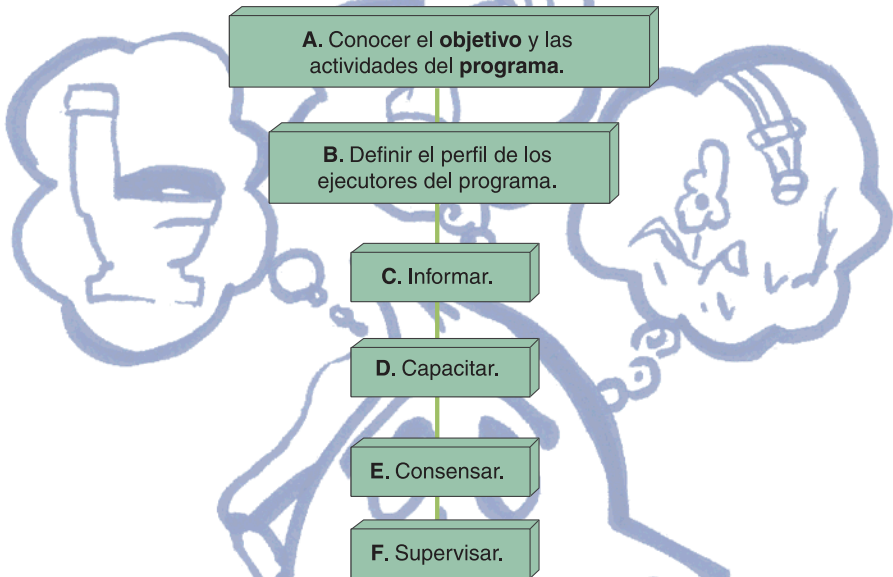 A. Conocer el objetivo y las
actividades del programa.
B. Definir el perfil de los
ejecutores del programa.
C. Informar.
D. Capacitar.
E. Consensar.
F. Supervisar.